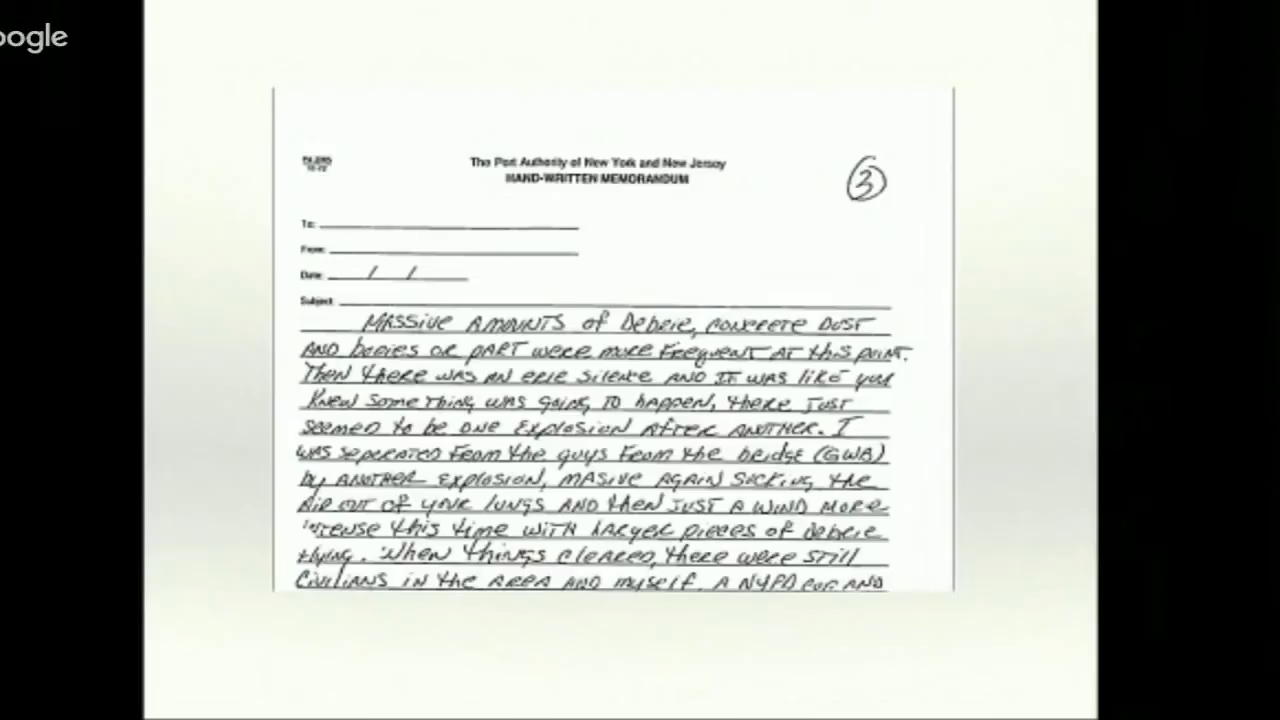 oogle
The Port Authority of New York and New Jersey
HAND-WRITTEN MEMORANDUM
3
To:
From:
Date: / /
Subject:
MASSIVE AMOUNTS of Debrie, CONCRETE DUST
AND bodies OR PART WERE MORE FREQUENT AT this POINT.
Then there WAS AN ERIE SILENCE AND IT WAS like you
KNEW SOMETHING WAS going TO happen, there JUST
SEEMED to be ONE EXPLOSION AFTER ANOTHER. I
WAS SEPARATED FROM the guys FROM the bridge (GWB)
by ANOTHER EXPLOSION, MASIVE AGAIN SUCKING the
AIR OUT OF YOUR lungs AND then JUST A WIND MORE
INTENSE this time WITH larger pieces of debrie
flying. When things CLEARED, there WERE STILL
CIVILIANS in the AREA AND myself. A NYPD COP AND